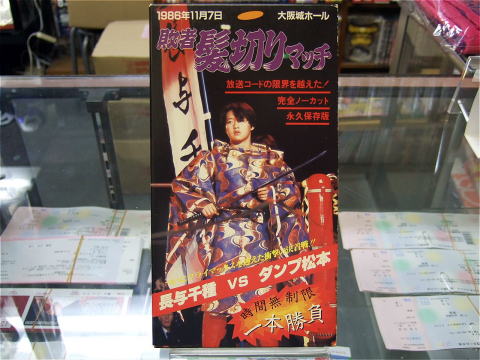 1986年11月7日
大阪城ホール
敗者髪切りマッチ
放送コードの限界を越えた!
完全ノーカット
永久保存版
与
千
長与千種 VS ダンプ松本
時間無制限
一本勝負